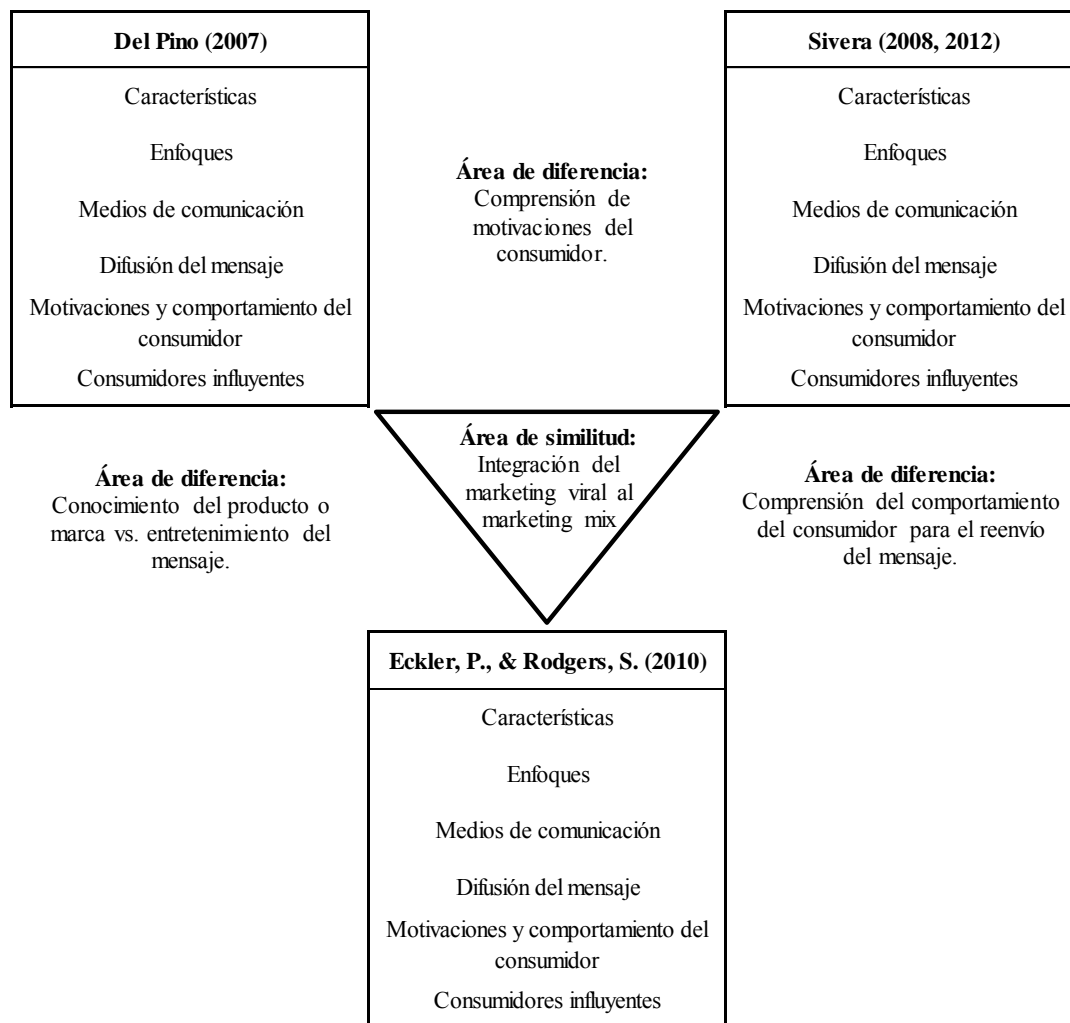 Del Pino (2007)
Características
Enfoques
Medios de comunicación
Difusión del mensaje
Motivaciones y comportamiento del
consumidor
Consumidores influyentes
Área de diferencia:
Comprensión de
motivaciones del
consumidor.
Sivera (2008, 2012)
Características
Enfoques
Medios de comunicación
Difusión del mensaje
Motivaciones y comportamiento del
consumidor
Consumidores influyentes
Área de diferencia:
Conocimiento del producto o
marca vs. entretenimiento del
mensaje.
Área de similitud:
Integración del
marketing viral al
marketing mix
Área de diferencia:
Comprensión del comportamiento
del consumidor para el reenvío
del mensaje.
Eckler, P., & Rodgers, S. (2010)
Características
Enfoques
Medios de comunicación
Difusión del mensaje
Motivaciones y comportamiento del
consumidor
Consumidores influyentes